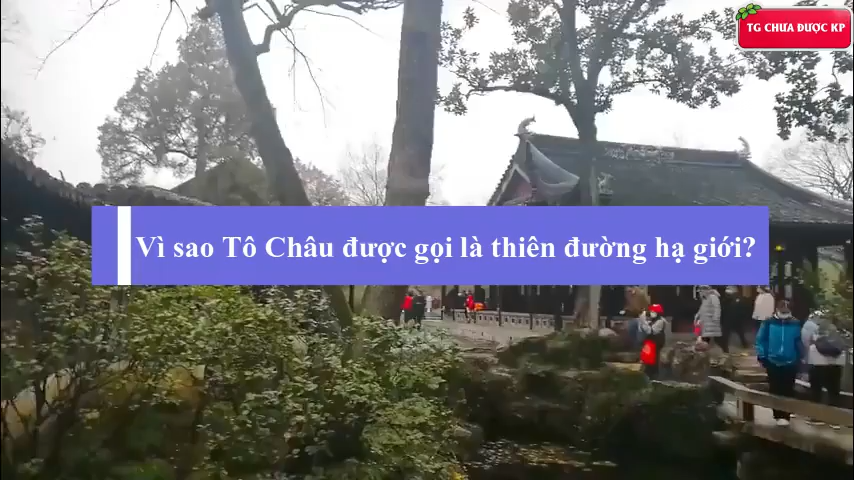 TG CHƯA ĐƯỢC KP
Vì sao Tô Châu được gọi là thiên đường hạ giới?